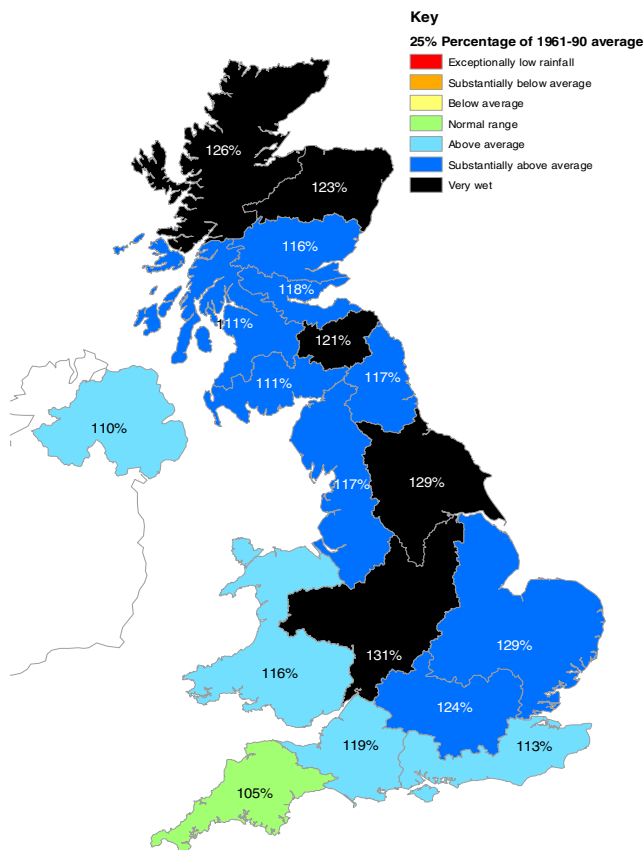 Key
25% Percentage of 1961-90 average
Exceptionally low rainfall
Substantially below average
Below average
Normal range
Above average
Substantially above average
Very wet
126%
123%
116%
118%
111%
121%
117%
111%
110%
117%
129%
129%
131%
116%
124%
119%
113%
105%